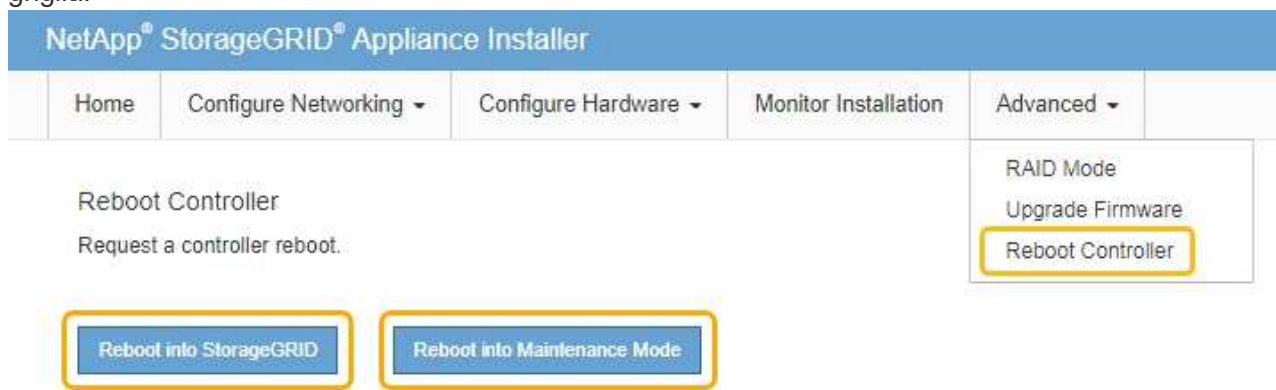 griglia.
NetApp® StorageGRID® Appliance Installer
Home
Configure Networking
Configure Hardware
Monitor Installation
Advanced
RAID Mode
Upgrade Firmware
Reboot Controller
Reboot Controller
Request a controller reboot.
Reboot into StorageGRID
Reboot into Maintenance Mode